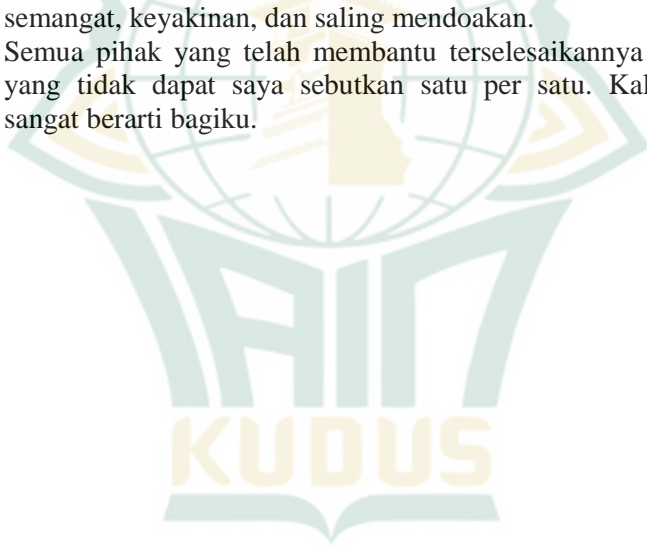 semangat, keyakinan, dan saling mendoakan.
Semua pihak yang telah membantu terselesaikannya
yang tidak dapat saya sebutkan satu per satu.
sangat berarti bagiku.
IAIN
KUDUS